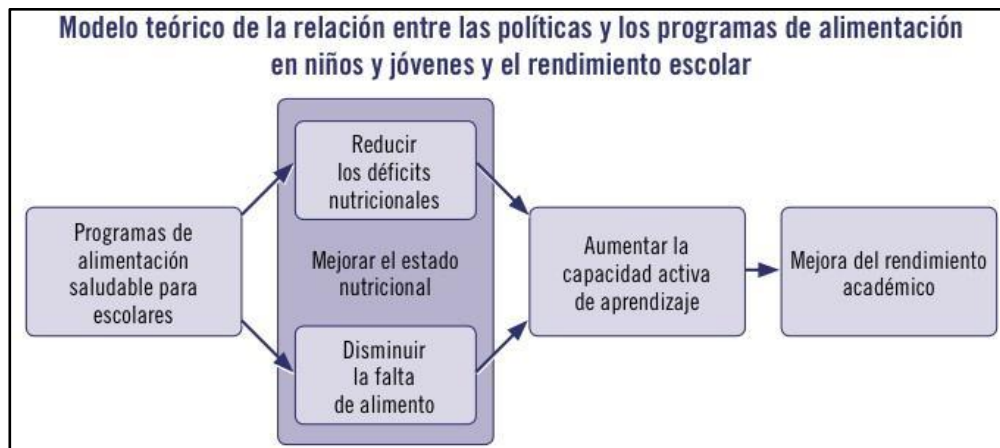 Modelo teórico de la relación entre las políticas y los programas de alimentación
en niños y jóvenes y el rendimiento escolar
Programas de
alimentación
saludable para
escolares
Reducir
los déficits
nutricionales
Mejorar el estado
nutricional
Disminuir
la falta
de alimento
Aumentar la
capacidad activa
de aprendizaje
Mejora del rendimiento
académico